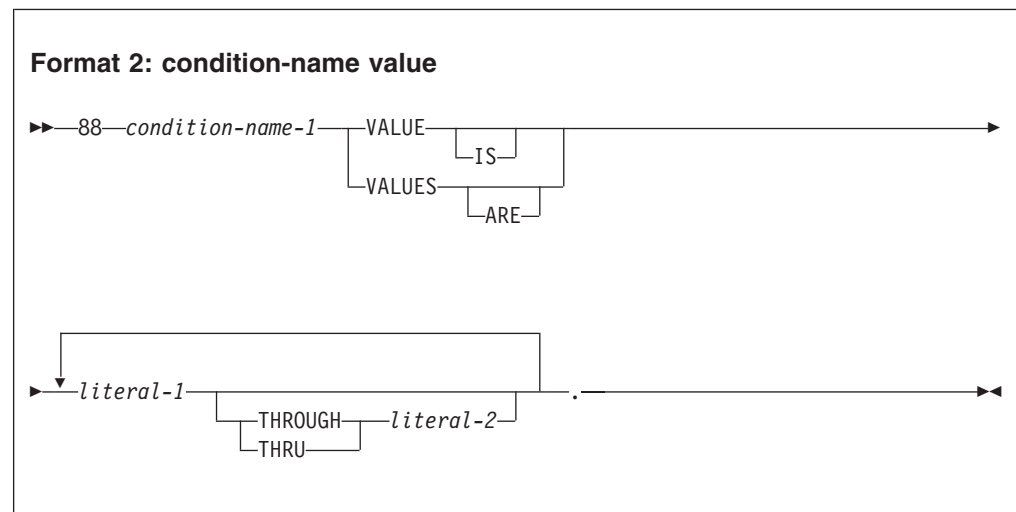 Format 2: condition-name value
88 condition-name-1 VALUE
IS
VALUES
ARE
literal-1 .
THROUGH literal-2
THRU